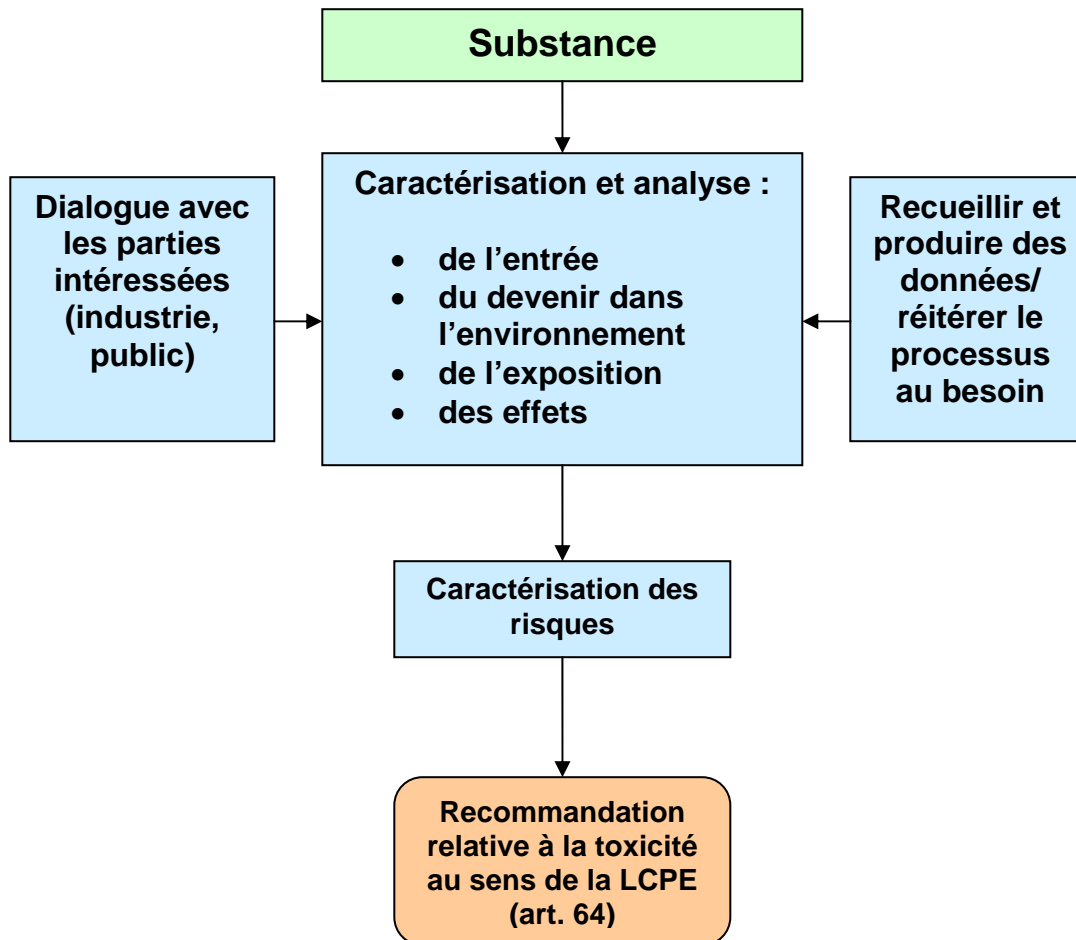 Substance
Dialogue avec
les parties
intéressées
(industrie,
public)
Caractérisation et analyse :
• de l’entrée
• du devenir dans
l’environnement
• de l’exposition
• des effets
Recueillir et
produire des
données/
réitérer le
processus
au besoin
Caractérisation des
risques
Recommandation
relative à la toxicité
au sens de la LCPE
(art. 64)